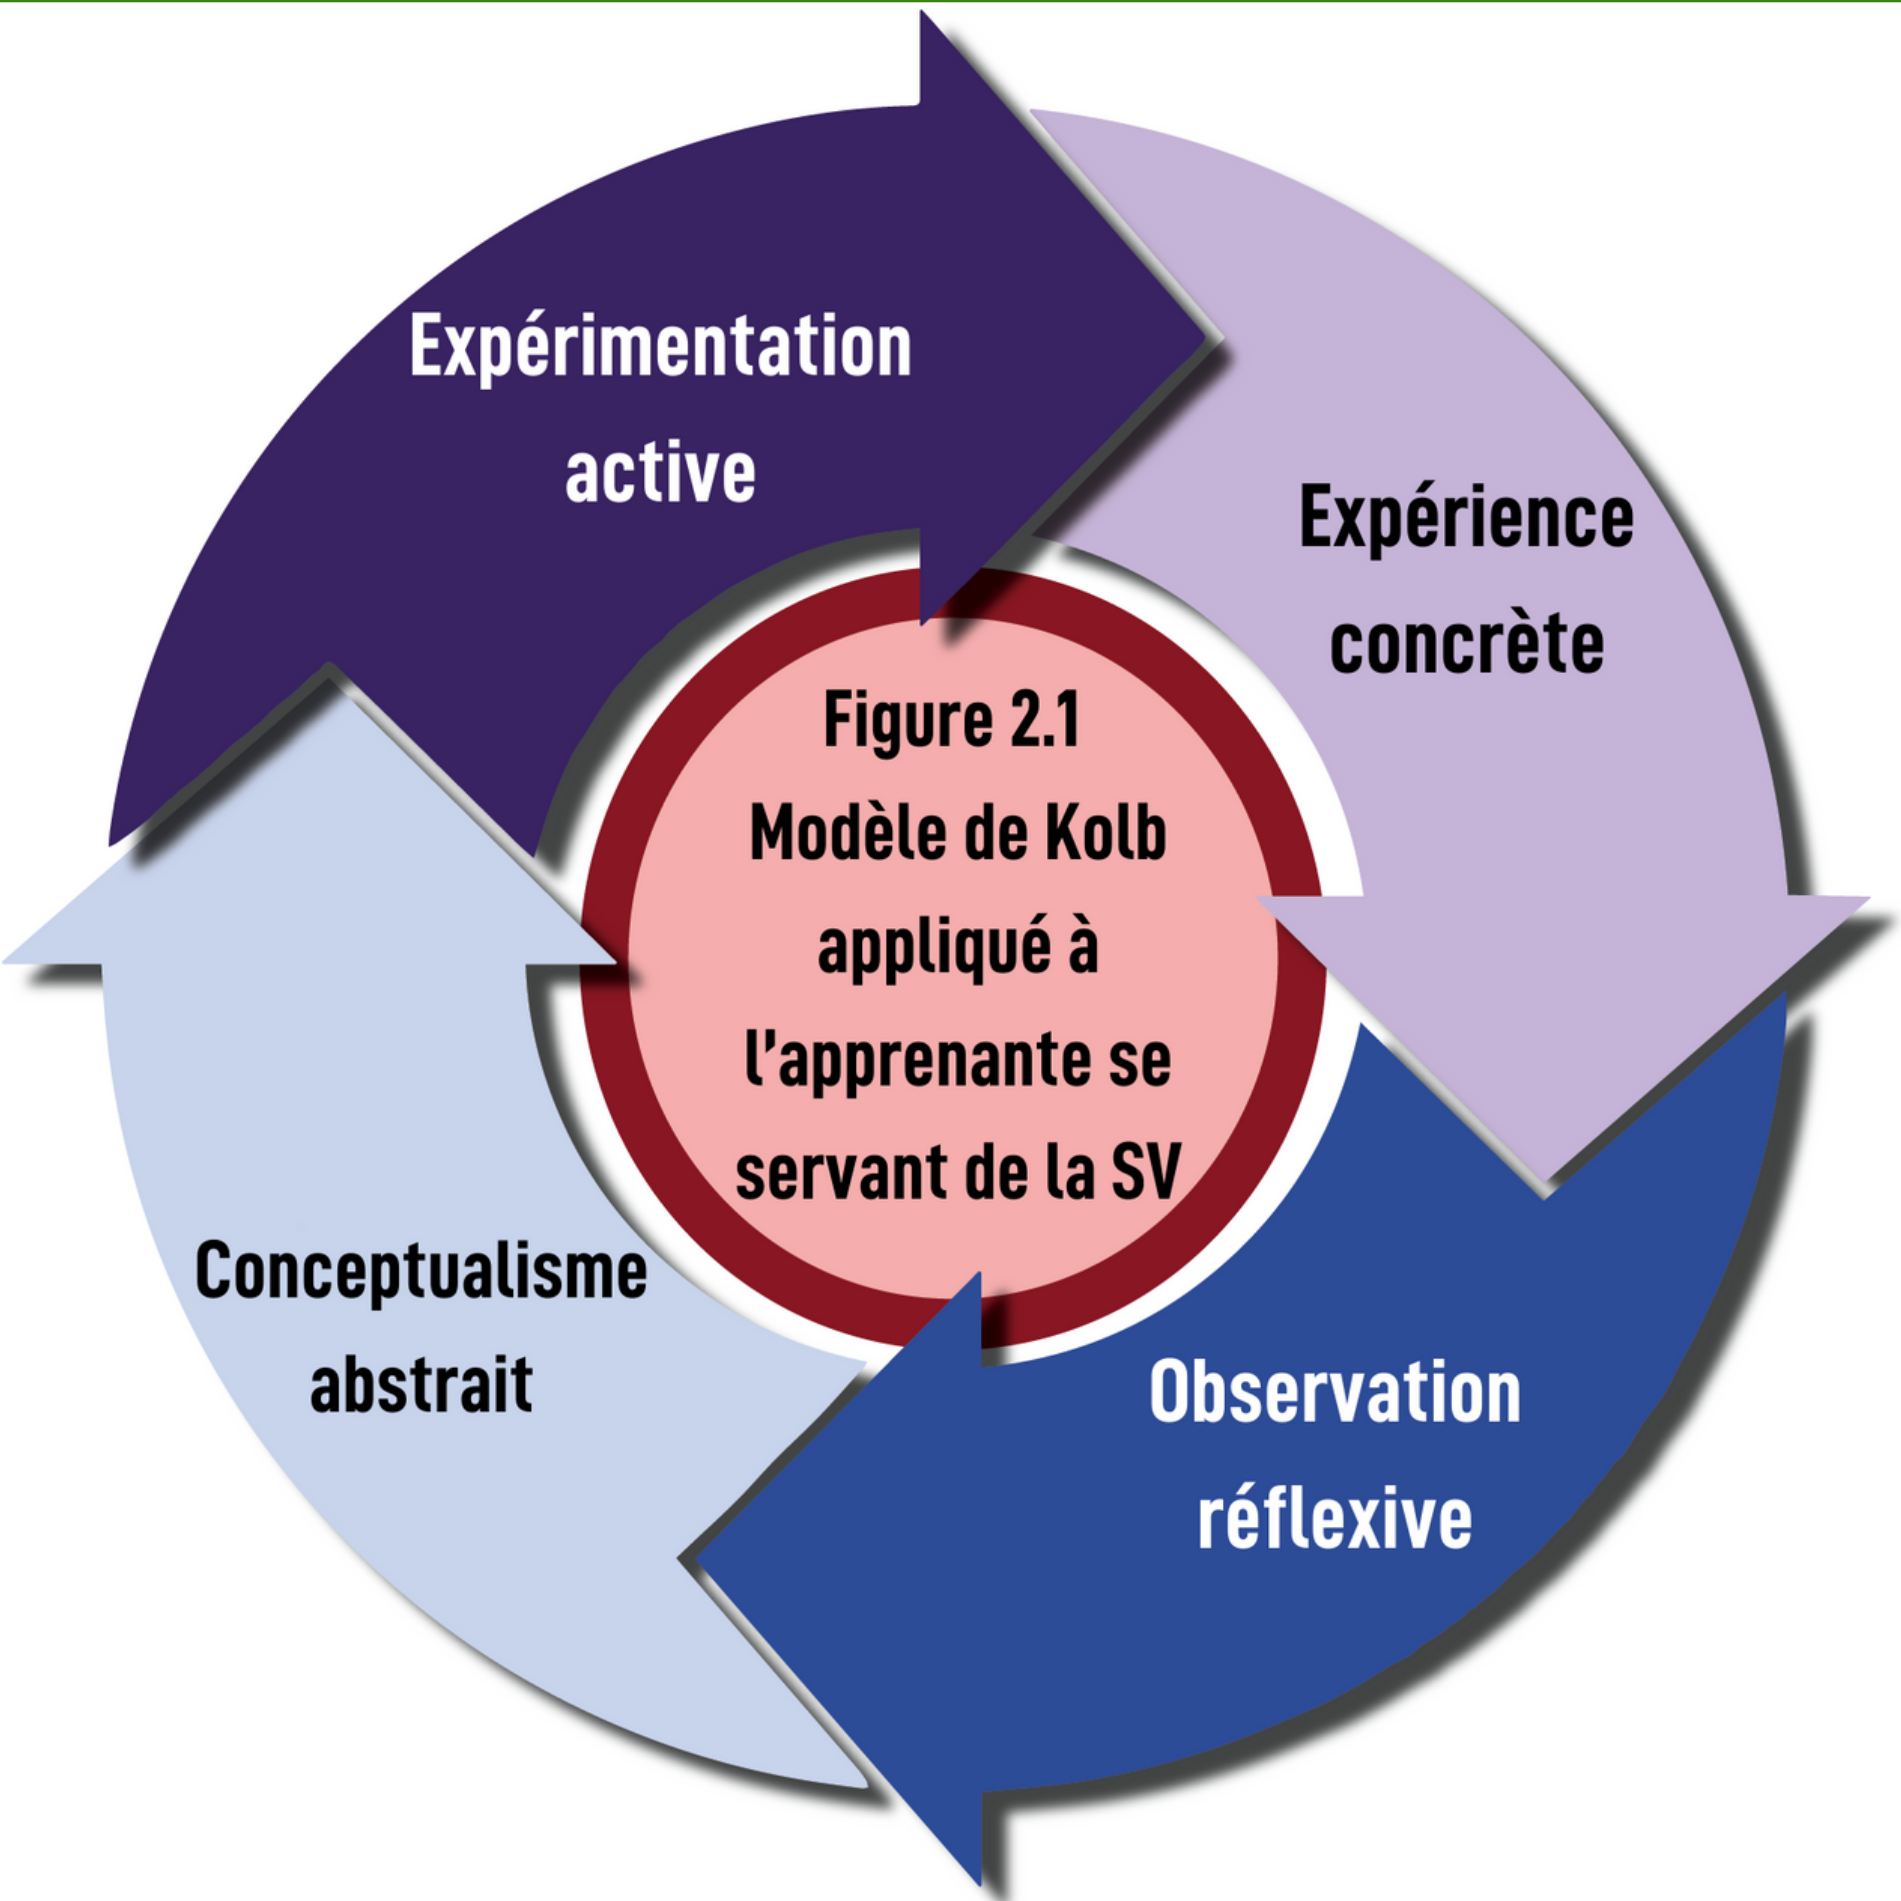 Expérimentation
active
Expérience
concrète
Figure 2.1
Modèle de Kolb
appliqué à
l'apprenante se
servant de la SV
Conceptualisme
abstrait
Observation
réflexive